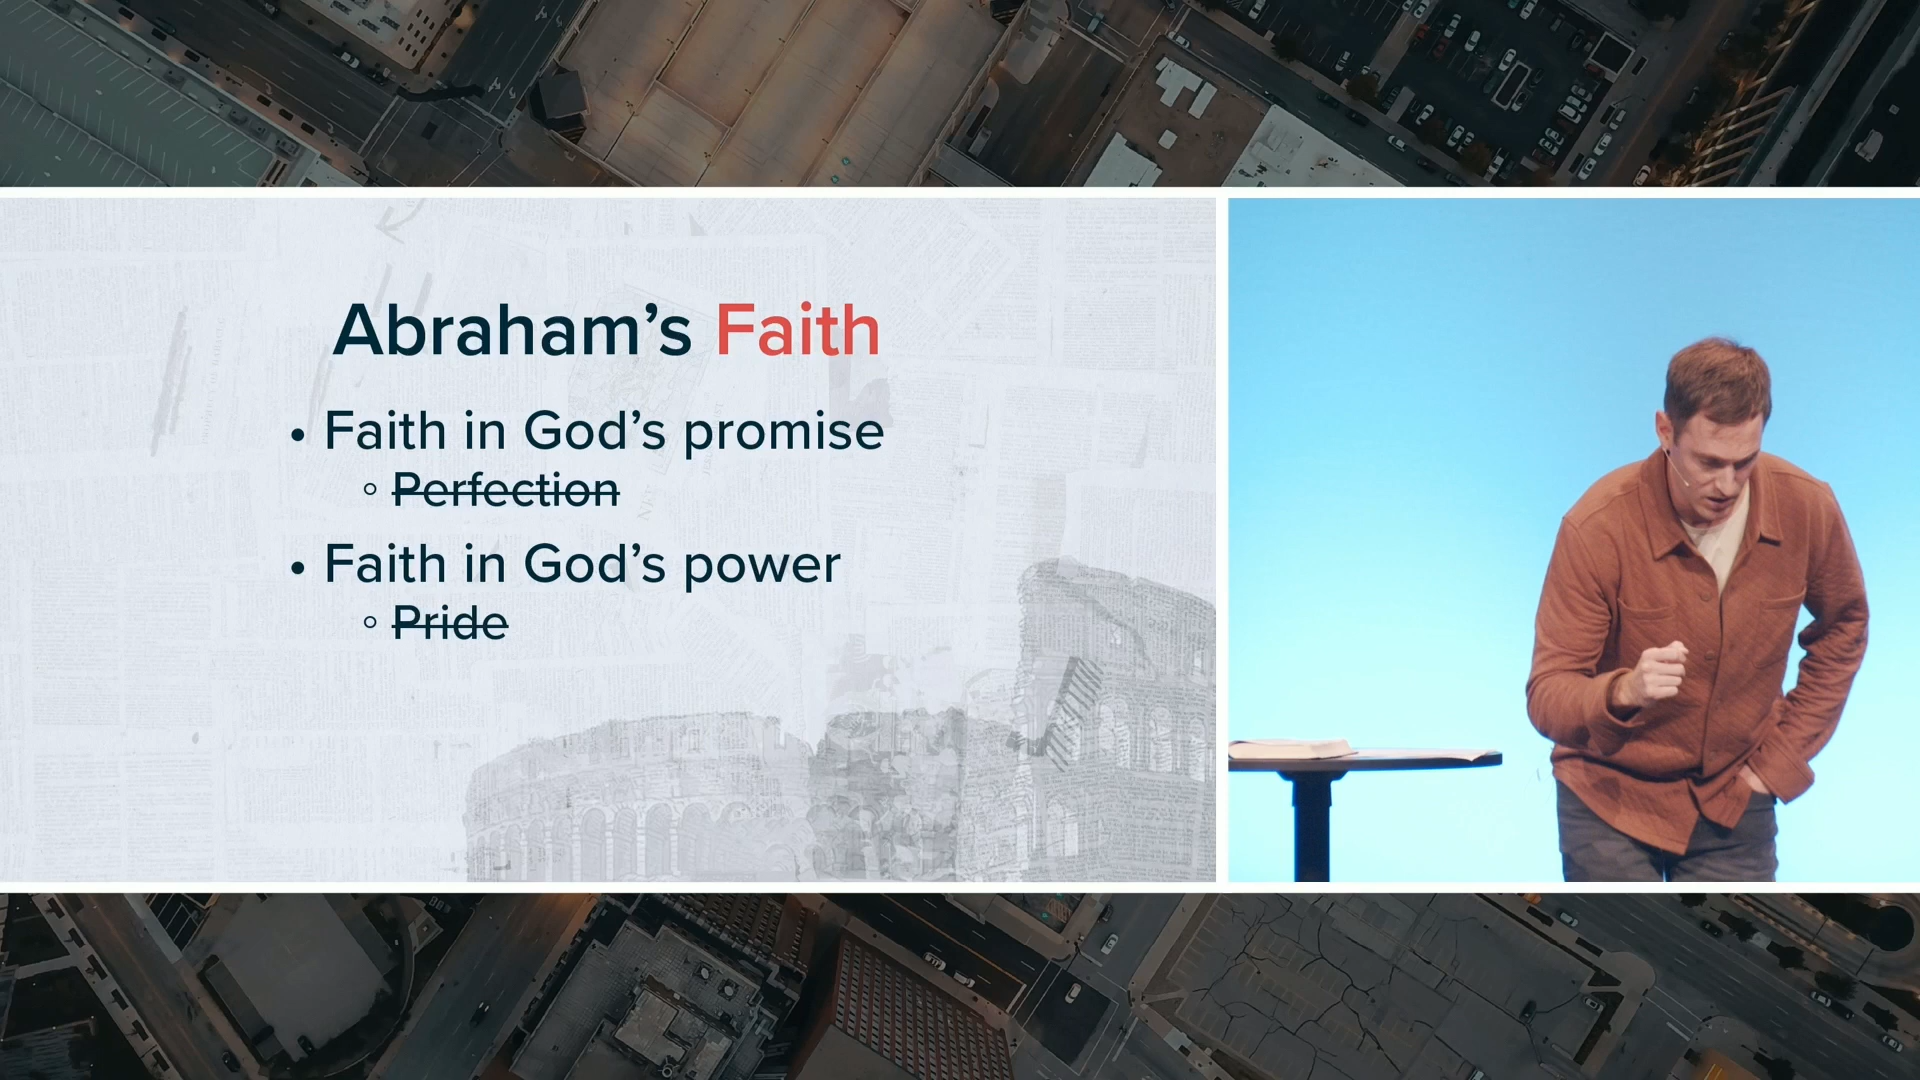 Abraham’s Faith
• Faith in God’s promise
◦ Perfection
• Faith in God’s power
◦ Pride